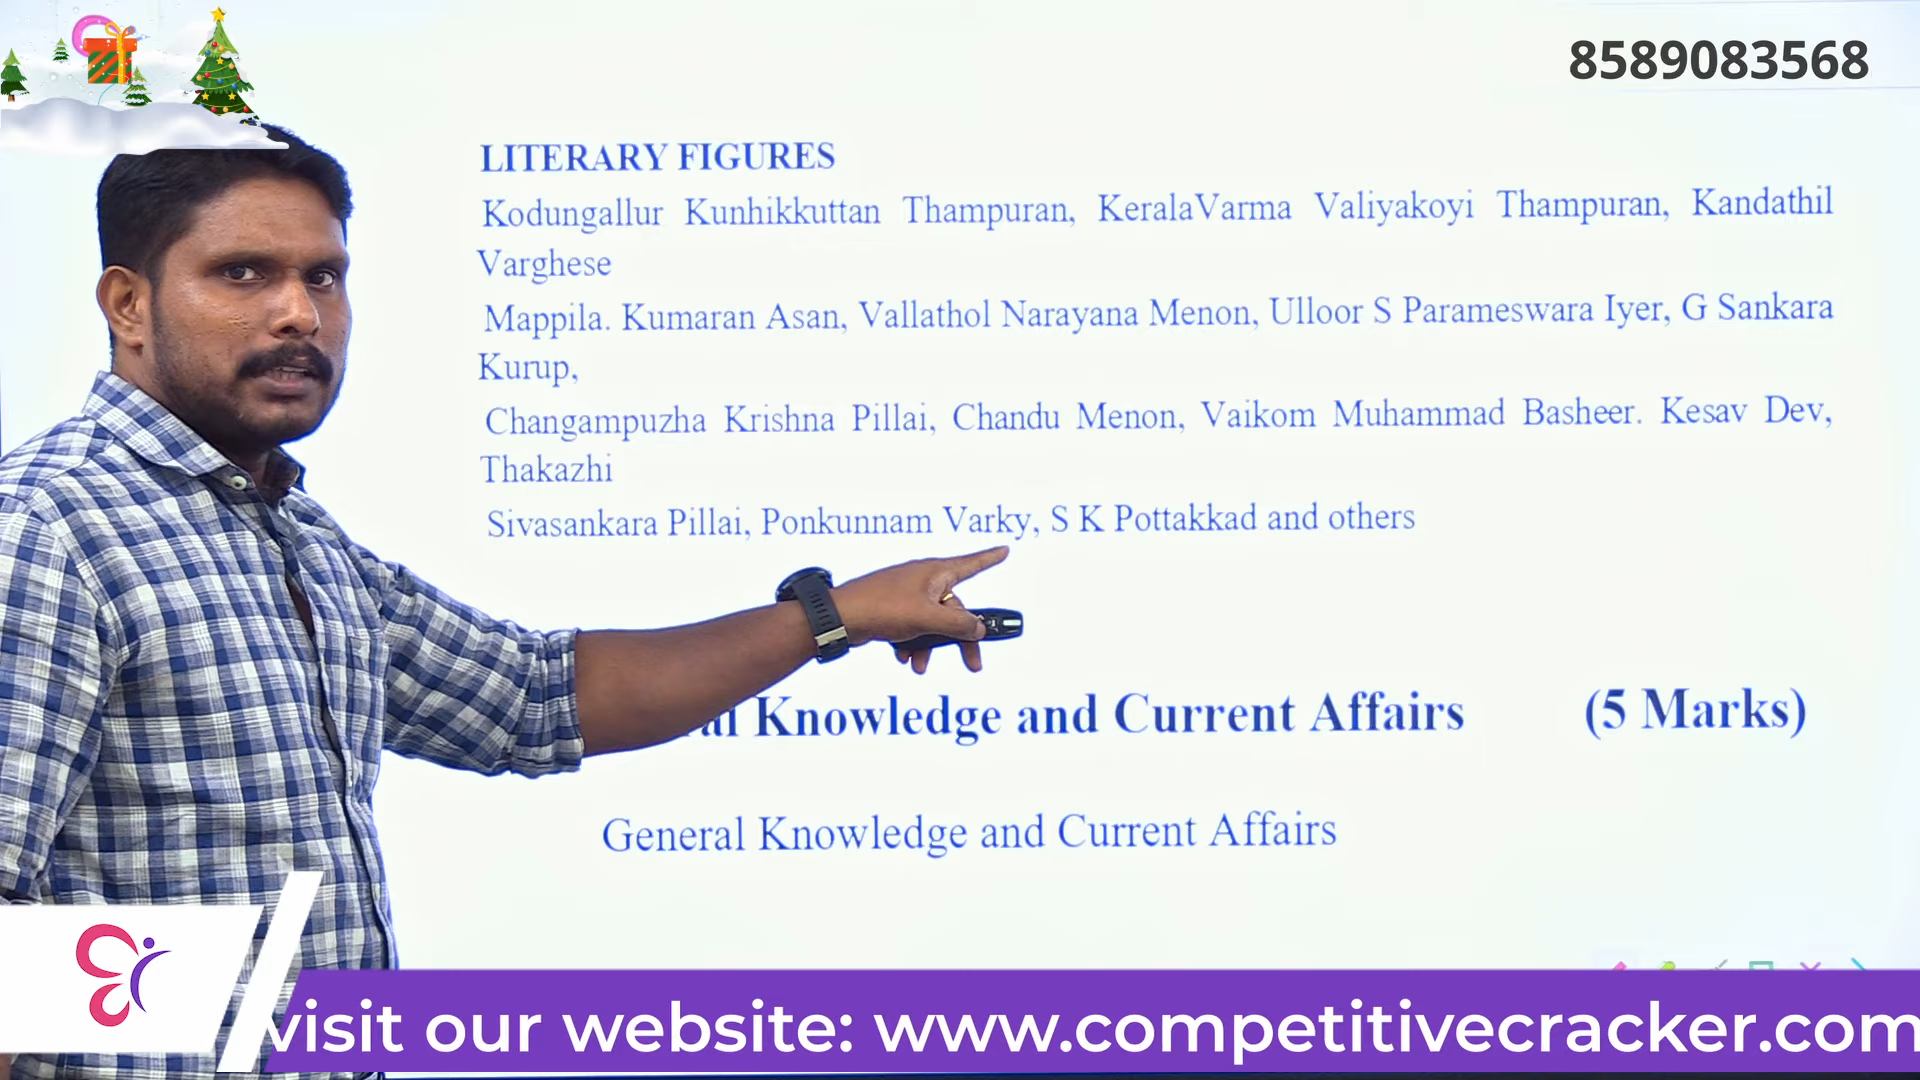 8589083568
LITERARY FIGURES
Kodungallur Kunhikkuttan Thampuran, KeralaVarma Valiyakoyi Thampuran, Kandathil
Varghese
Mappila. Kumaran Asan, Vallathol Narayana Menon, Ulloor S Parameswara Iyer, G Sankara
Kurup,
Changampuzha Krishna Pillai, Chandu Menon, Vaikom Muhammad Basheer. Kesav Dev,
Thakazhi
Sivasankara Pillai, Ponkunnam Varky, S K Pottakkad and others
Knowledge and Current Affairs (5 Marks)
General Knowledge and Current Affairs
visit our website: www.competitivecracker.com